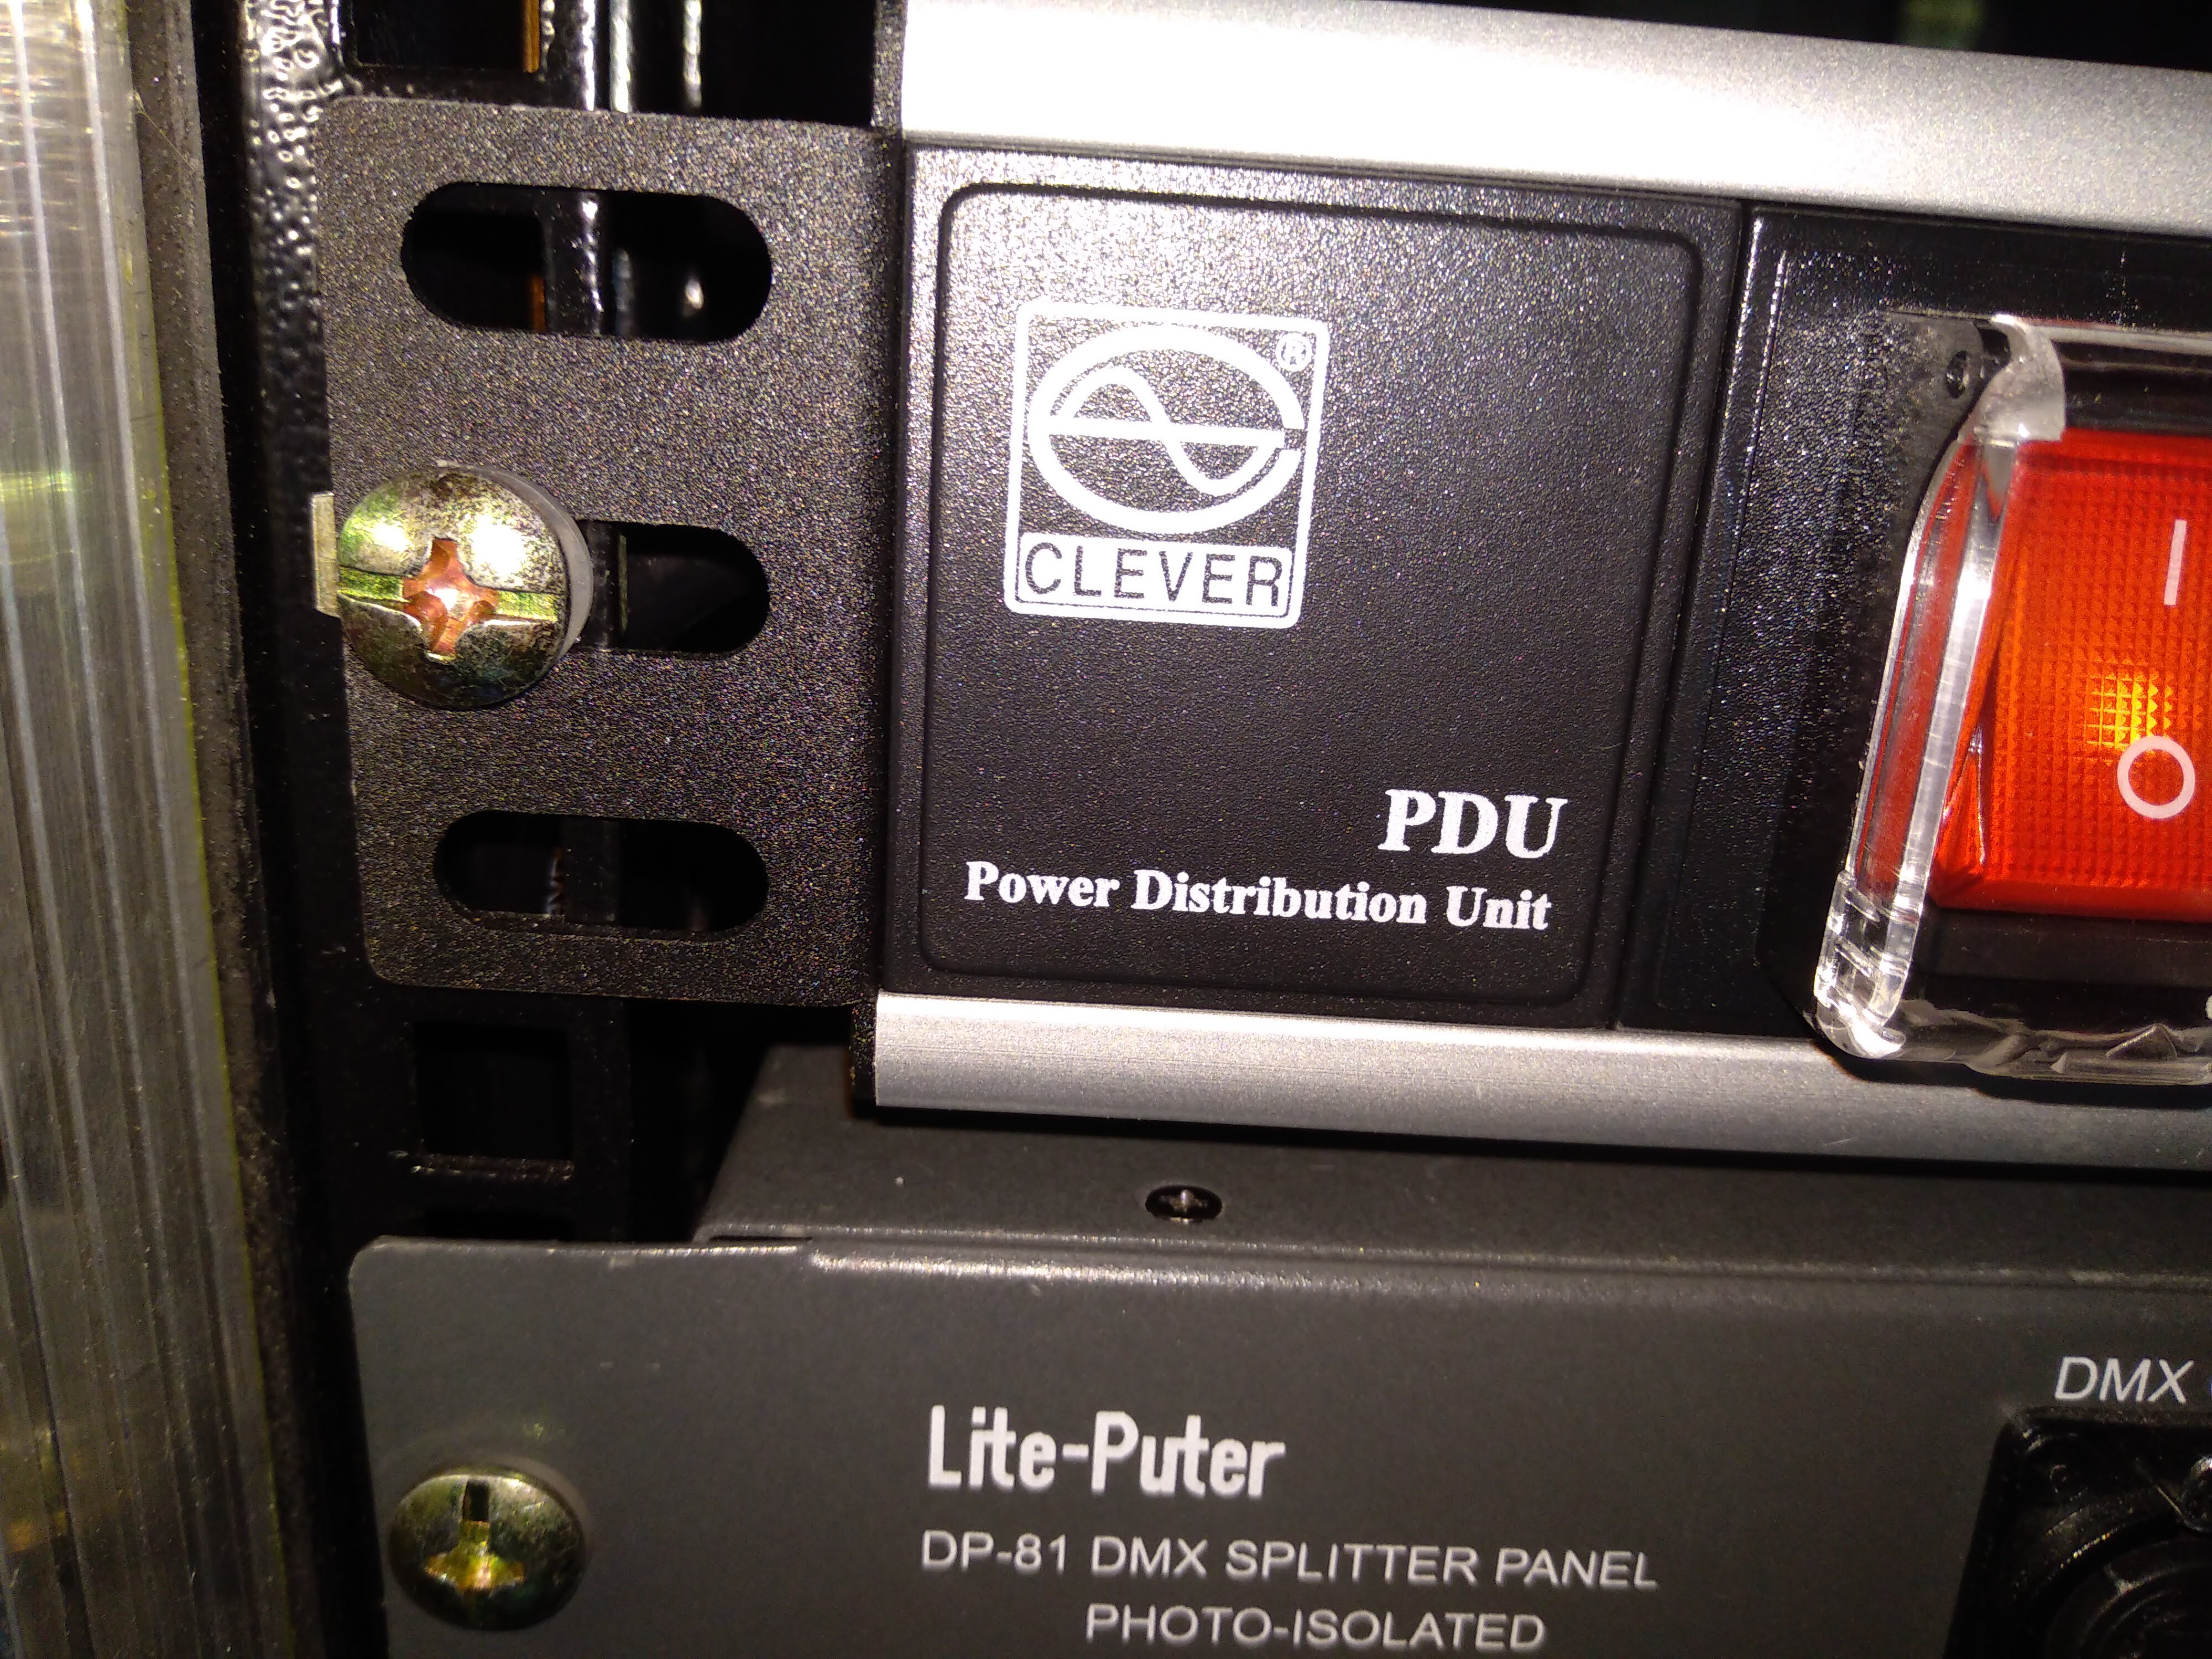 ®
CLEVER
PDU
Power Distribution Unit
I
O
Lite-Puter
DP-81 DMX SPLITTER PANEL
PHOTO-ISOLATED
DMX